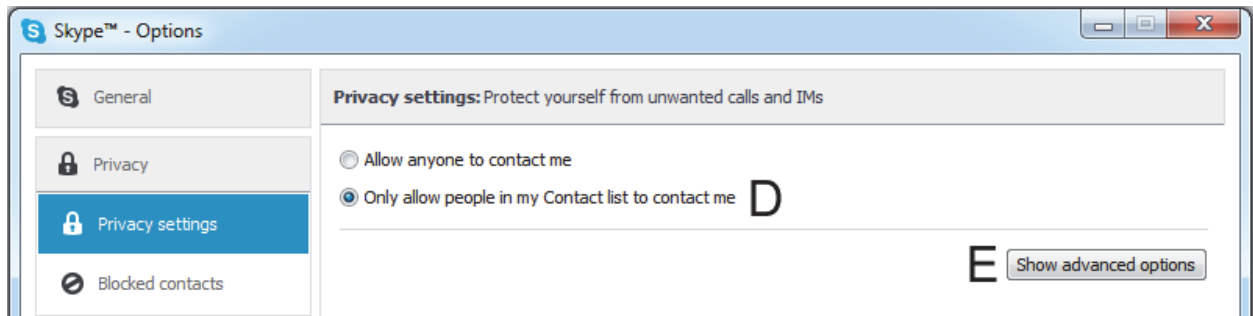 Skype™ - Options
General
Privacy settings: Protect yourself from unwanted calls and IMs
Privacy
Allow anyone to contact me
Only allow people in my Contact list to contact me D
Privacy settings
E Show advanced options
Blocked contacts